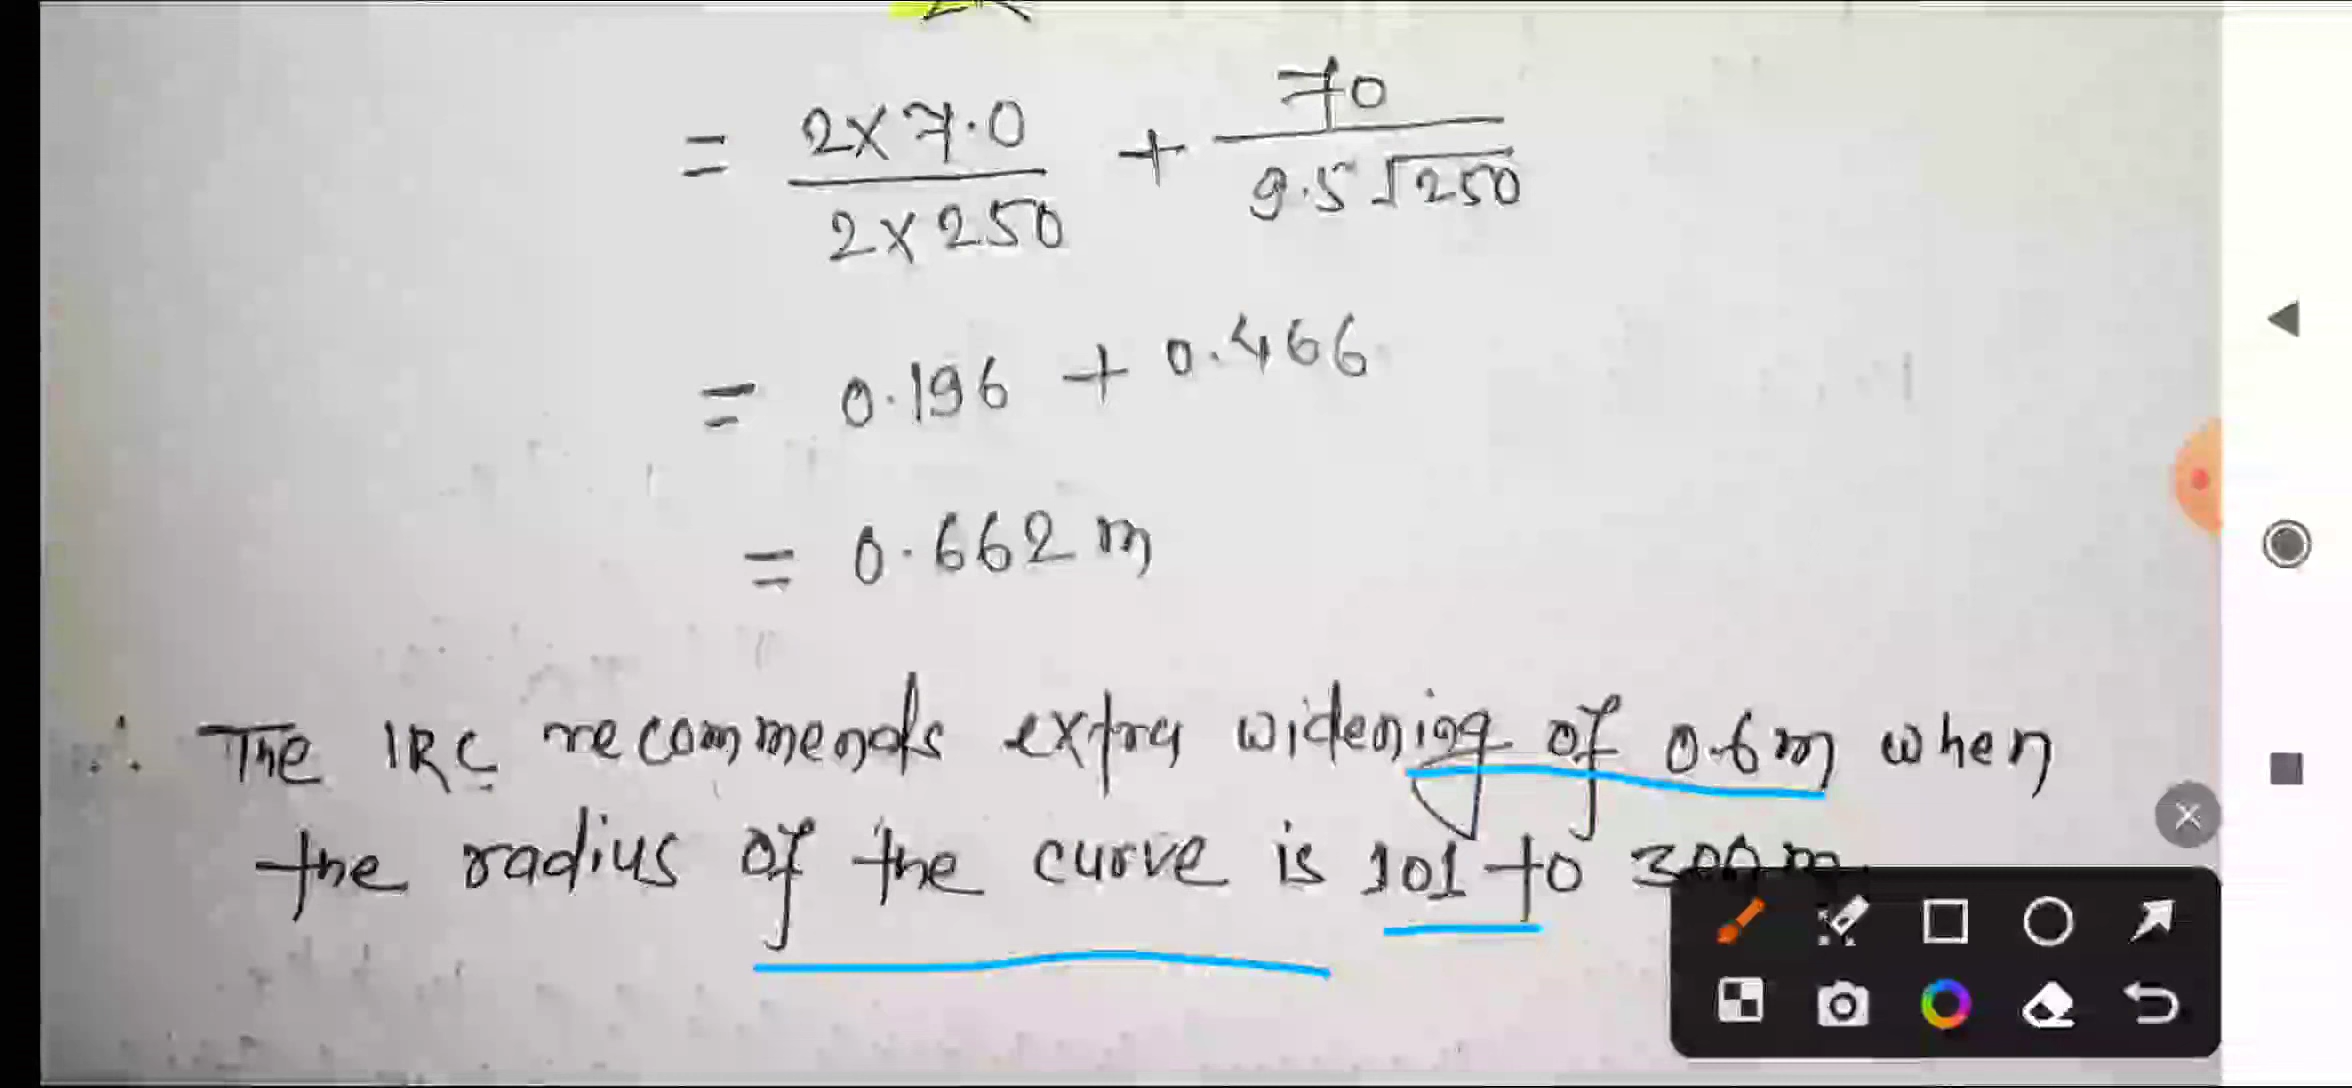 = 2×7.0 / 2×250 + 70 / 9.5 √250
= 0.196 + 0.466
= 0.662 m
∴ The IRC recommends extra widening of 0.6m when
the radius of the curve is 101 to 300m.